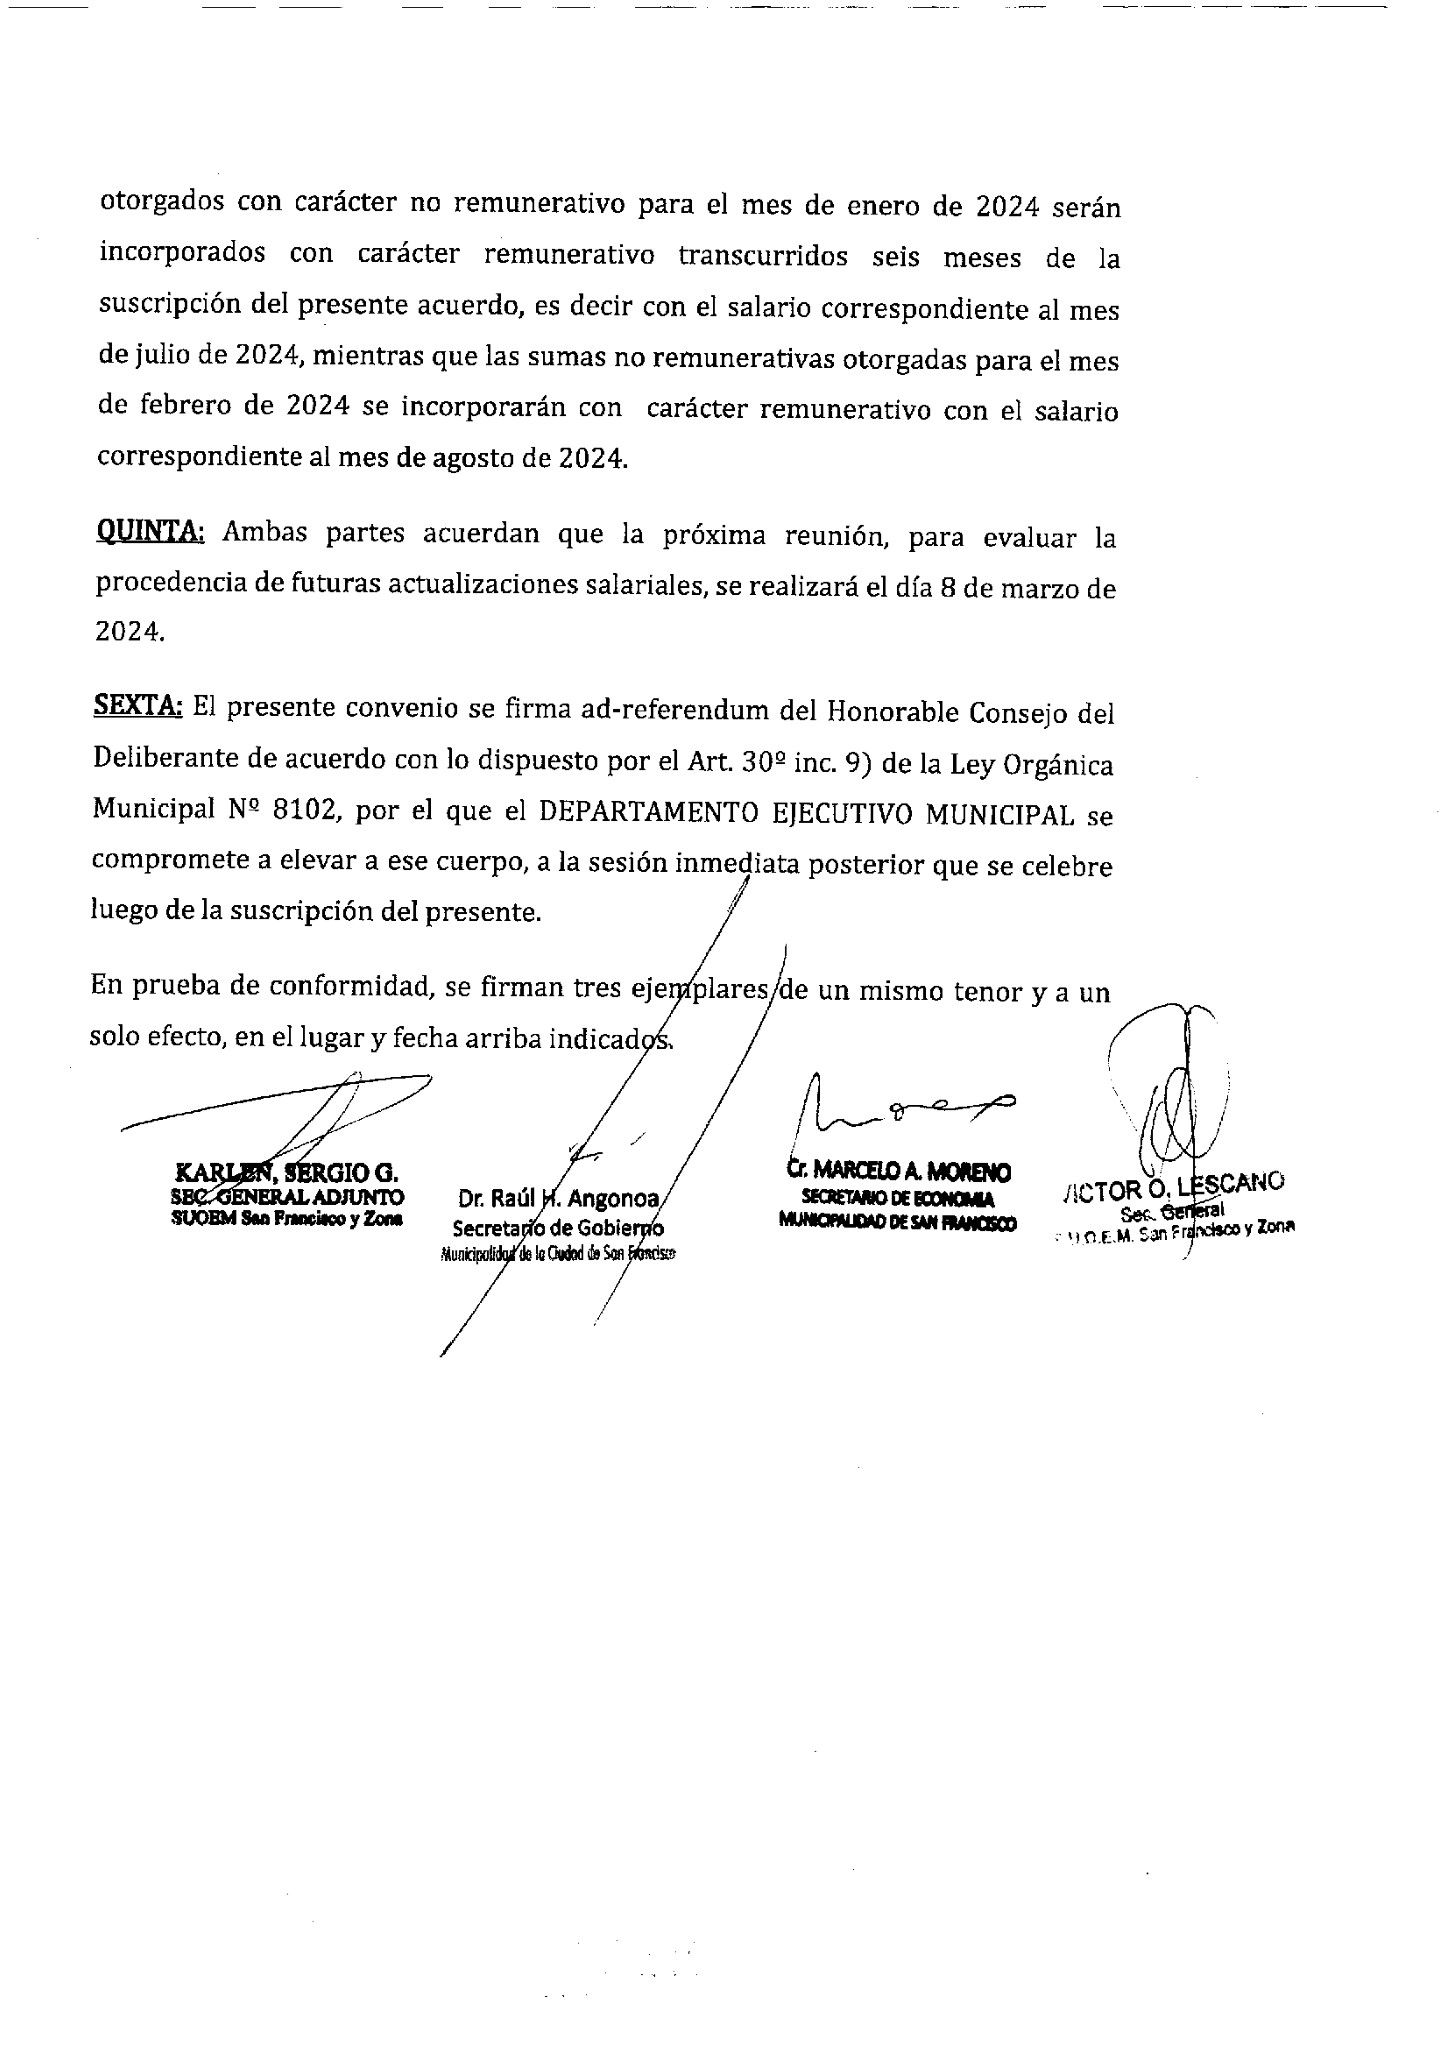 otorgados con carácter no remunerativo para el mes de enero de 2024 serán
incorporados con carácter remunerativo transcurridos seis meses de la
suscripción del presente acuerdo, es decir con el salario correspondiente al mes
de julio de 2024, mientras que las sumas no remunerativas otorgadas para el mes
de febrero de 2024 se incorporarán con carácter remunerativo con el salario
correspondiente al mes de agosto de 2024.
QUINTA: Ambas partes acuerdan que la próxima reunión, para evaluar la
procedencia de futuras actualizaciones salariales, se realizará el día 8 de marzo de
2024.
SEXTA: El presente convenio se firma ad-referendum del Honorable Consejo del
Deliberante de acuerdo con lo dispuesto por el Art. 30º inc. 9) de la Ley Orgánica
Municipal Nº 8102, por el que el DEPARTAMENTO EJECUTIVO MUNICIPAL se
compromete a elevar a ese cuerpo, a la sesión inmediata posterior que se celebre
luego de la suscripción del presente.
En prueba de conformidad, se firman tres ejemplares de un mismo tenor y a un
solo efecto, en el lugar y fecha arriba indicados.
KARLEN, SERGIO G.
SEC. GENERAL ADJUNTO
SUOEM San Francisco y Zona
Dr. Raúl H. Angonoa
Secretario de Gobierno
Municipalidad de la Ciudad de San Francisco
Cr. MARCELO A. MORENO
SECRETARIO DE ECONOMIA
MUNICIPALIDAD DE SAN FRANCISCO
VICTOR O. LESCANO
Sec. General
U.O.E.M. San Francisco y Zona